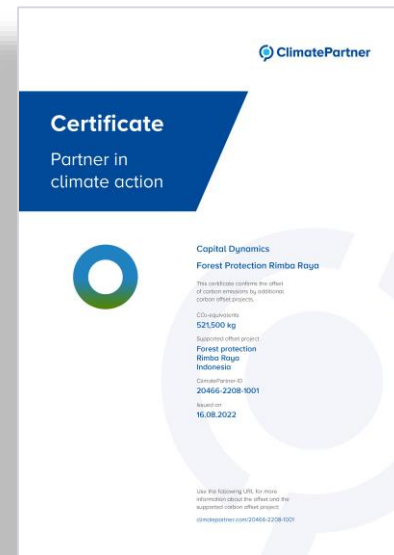 ClimatePartner
Certificate
Partner in
climate action
Capital Dynamics
Forest Protection Rimba Raya
This certificate confirms the offset
of carbon emissions by additional
carbon offset projects.
CO₂-equivalents
521,500 kg
Supported offset project
Forest protection
Rimba Raya
Indonesia
ClimatePartner-ID
20466-2208-1001
Issued on
16.08.2022
Use the following URL for more
information about the offset and the
supported carbon offset project:
climatepartner.com/20466-2208-1001